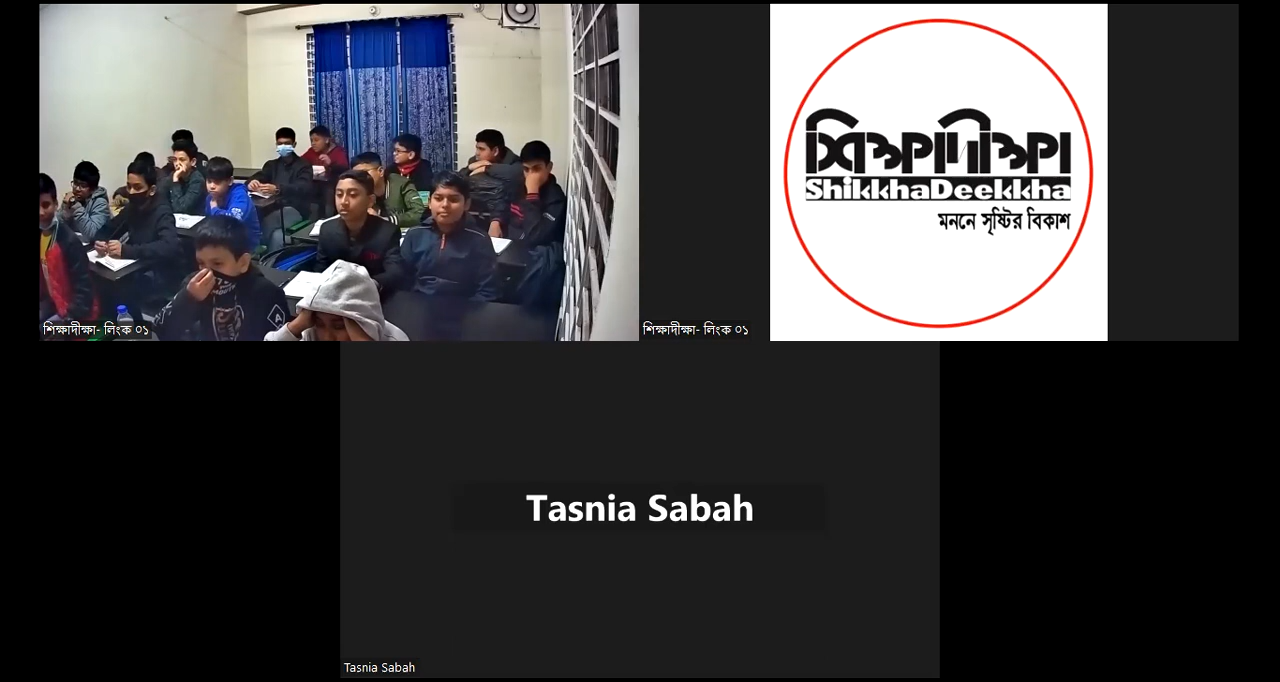 শিক্ষাদীক্ষা- লিংক ০১
শিক্ষাদীক্ষা
ShikkhaDeekkha
মননে সৃষ্টির বিকাশ
শিক্ষাদীক্ষা- লিংক ০১
Tasnia Sabah
Tasnia Sabah